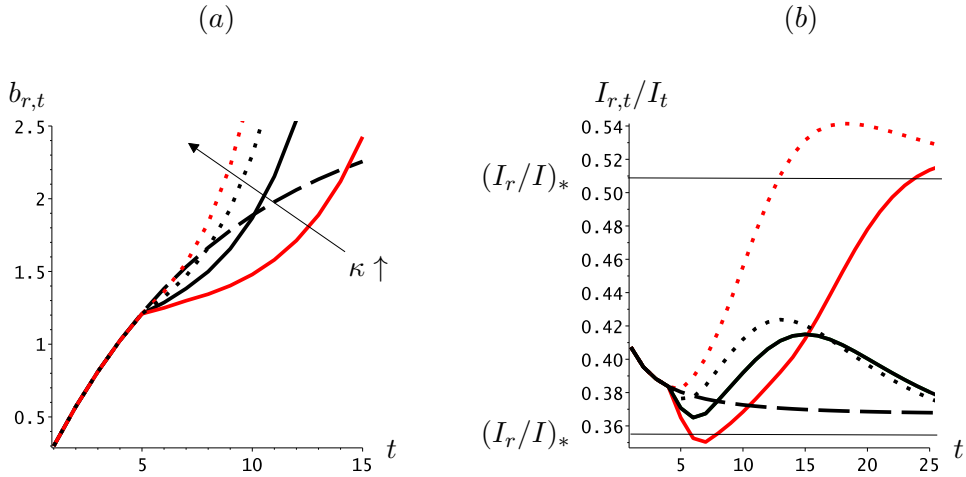 (a)
b_{r,t}
2.5
2
1.5
1
0.5
κ ↑
5
10
15
t
(b)
I_{r,t}/I_t
0.54
0.52
(I_r/I)_*
0.50
0.48
0.46
0.44
0.42
0.40
0.38
0.36
(I_r/I)_*
5
10
15
20
25
t